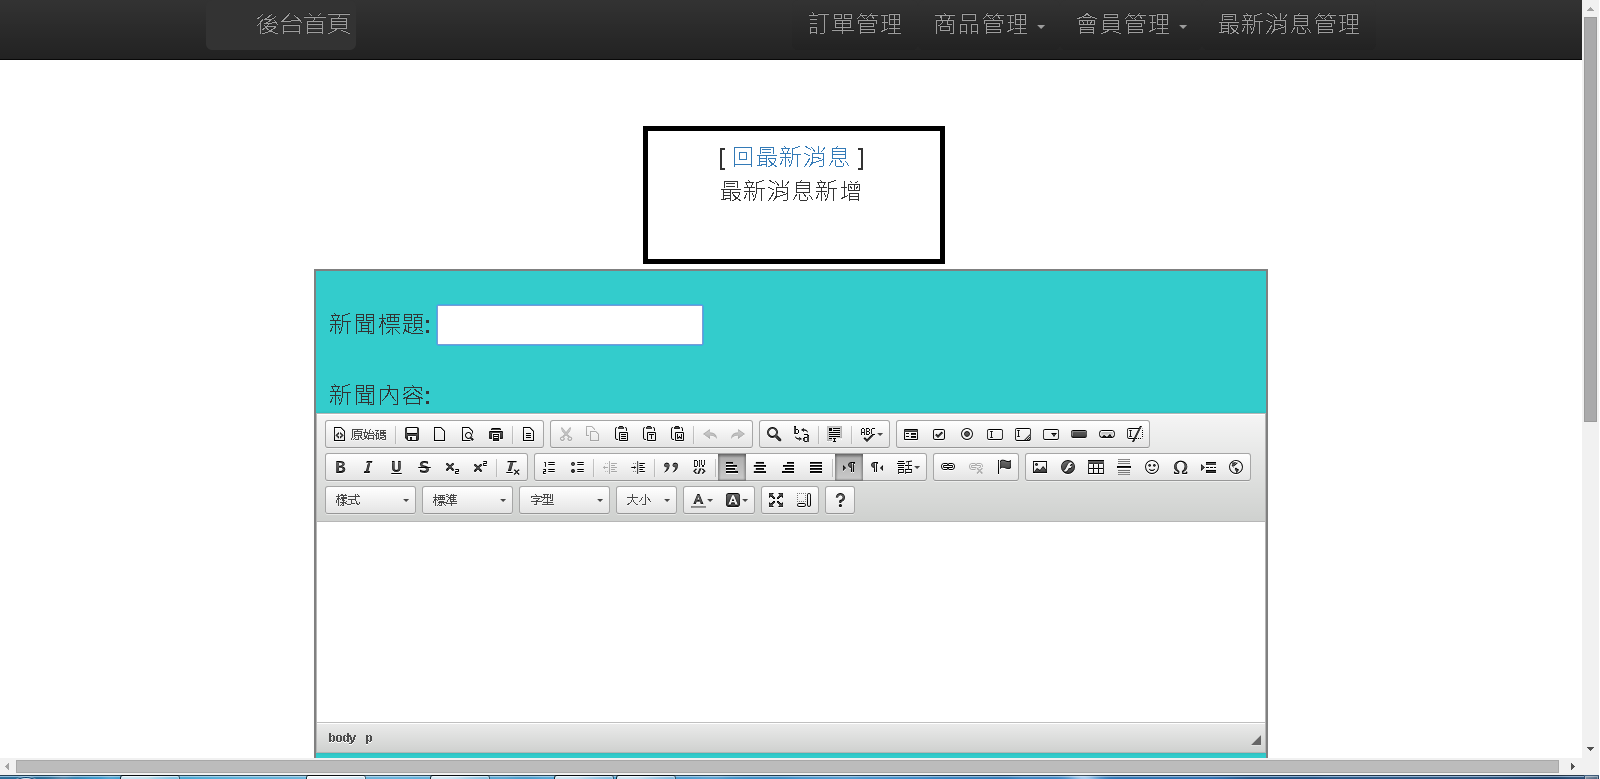 後台首頁 訂單管理 商品管理 會員管理 最新消息管理
[ 回最新消息 ]
最新消息新增
新聞標題:
新聞內容:
原始碼
樣式 標準 字型 大小
body p